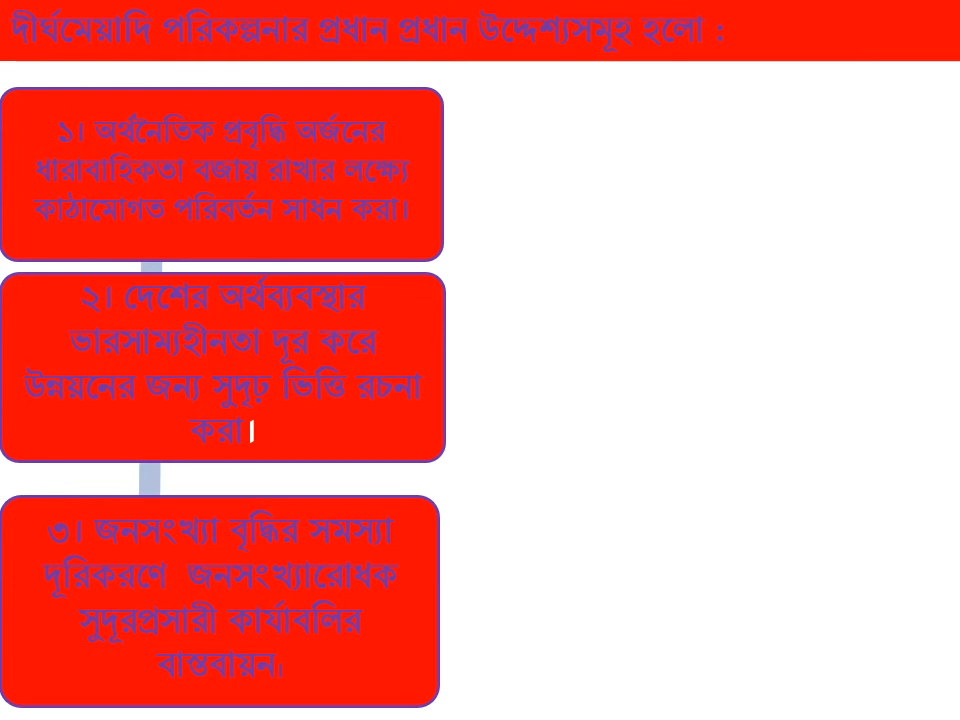 দীর্ঘমেয়াদি পরিকল্পনার প্রধান প্রধান উদ্দেশ্যসমূহ হলো :
১। অর্থনৈতিক প্রবৃদ্ধি অর্জনের
ধারাবাহিকতা বজায় রাখার লক্ষ্যে
কাঠামোগত পরিবর্তন সাধন করা।
২। দেশের অর্থব্যবস্থার
ভারসাম্যহীনতা দূর করে
উন্নয়নের জন্য সুদৃঢ় ভিত্তি রচনা
করা।
৩। জনসংখ্যা বৃদ্ধির সমস্যা
দূরিকরণে জনসংখ্যারোধক
সুদূরপ্রসারী কার্যাবলির
বাস্তবায়ন।